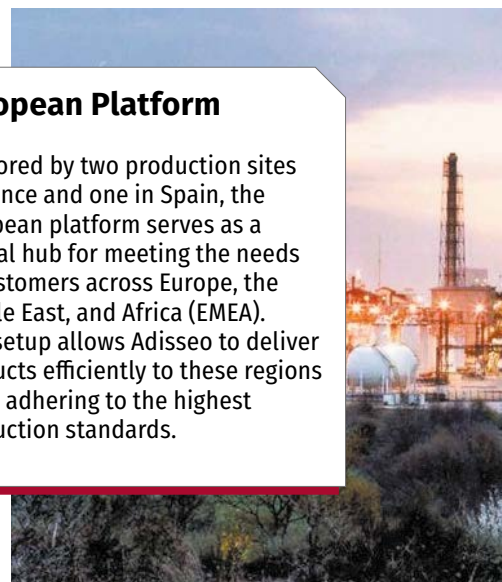 opean Platform
ored by two production sites
nce and one in Spain, the
pean platform serves as a
al hub for meeting the needs
stomers across Europe, the
le East, and Africa (EMEA).
setup allows Adisseo to deliver
ucts efficiently to these regions
adhering to the highest
uction standards.